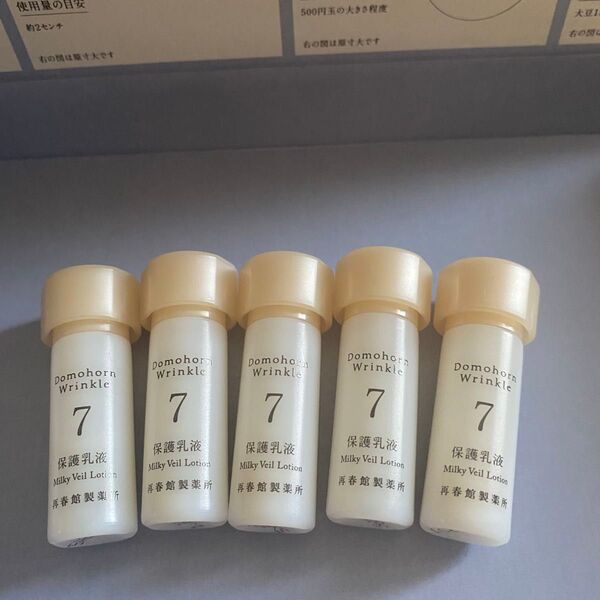 使用量の目安
約2センチ
右の図は原寸大です
500円玉の大きさ程度
右の図は原寸大です
大豆1
右の図
Domohorn
Wrinkle
7
保護乳液
Milky Veil Lotion
再春館製薬所
Domohorn
Wrinkle
7
保護乳液
Milky Veil Lotion
再春館製薬所
Domohorn
Wrinkle
7
保護乳液
Milky Veil Lotion
再春館製薬所
Domohorn
Wrinkle
7
保護乳液
Milky Veil Lotion
再春館製薬所
Domohorn
Wrinkle
7
保護乳液
Milky Veil Lotion
再春館製薬所